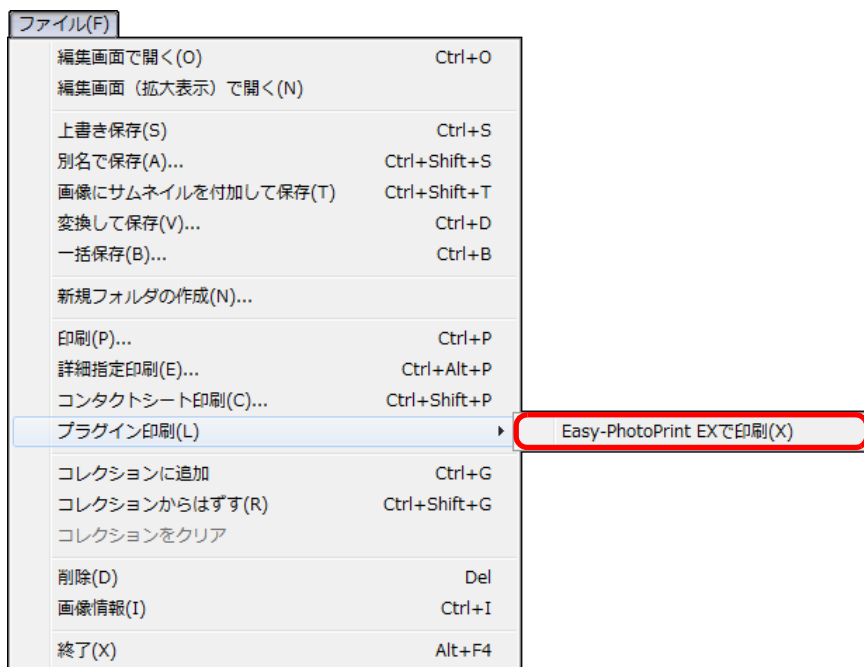 ファイル(F)
編集画面で開く(O) Ctrl+O
編集画面（拡大表示）で開く(N)
上書き保存(S) Ctrl+S
別名で保存(A)... Ctrl+Shift+S
画像にサムネイルを付加して保存(T) Ctrl+Shift+T
変換して保存(V)... Ctrl+D
一括保存(B)... Ctrl+B
新規フォルダの作成(N)...
印刷(P)... Ctrl+P
詳細指定印刷(E)... Ctrl+Alt+P
コンタクトシート印刷(C)... Ctrl+Shift+P
プラグイン印刷(L) Easy-PhotoPrint EXで印刷(X)
コレクションに追加 Ctrl+G
コレクションからはずす(R) Ctrl+Shift+G
コレクションをクリア
削除(D) Del
画像情報(I) Ctrl+I
終了(X) Alt+F4